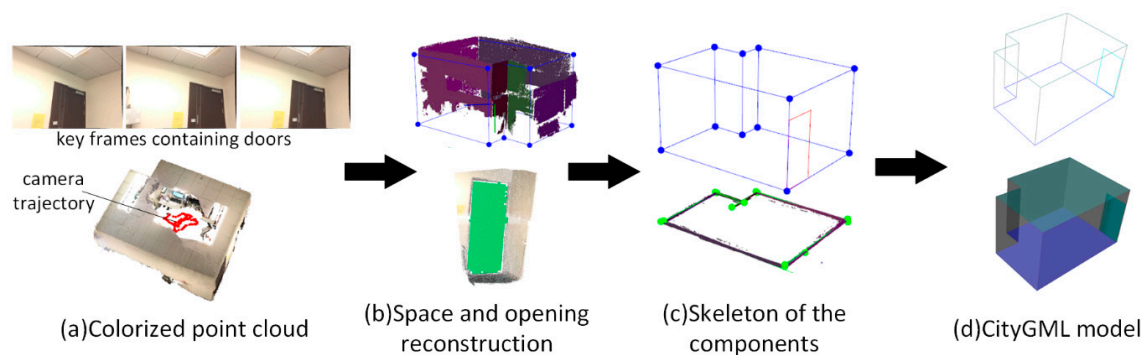 key frames containing doors
camera
trajectory
(a)Colorized point cloud
(b)Space and opening
reconstruction
(c)Skeleton of the
components
(d)CityGML model